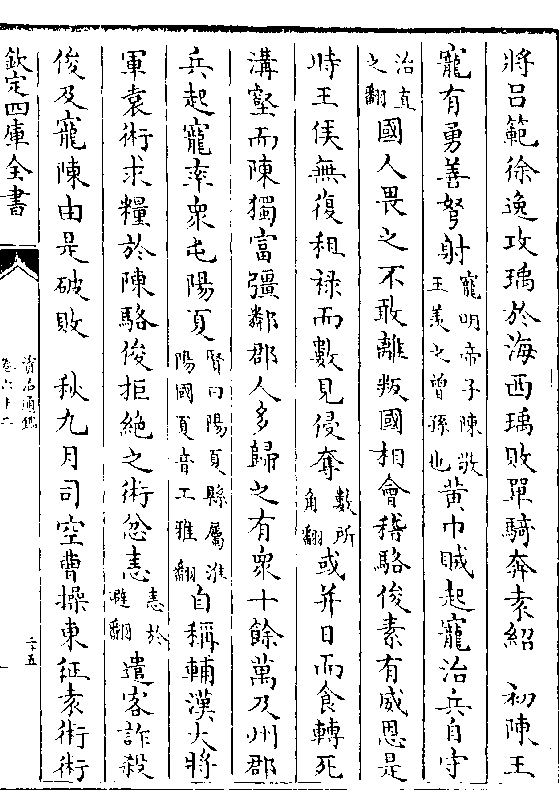 將吕範徐逸攻瑀於海西瑀敗單騎奔袁紹　初陳王
寵有勇善弩射寵明帝子陳敬王羨之曾孫也黄巾賊起寵治兵自守
治直之翻國人畏之不敢離叛國相會稽駱俊素有威恩是
時王侯無復租禄而數見侵奪數所角翻或并日而食轉死
溝壑而陳獨富彊鄰郡人多歸之有衆十餘萬及州郡
兵起寵率衆屯陽夏賢曰陽夏縣屬淮陽國夏音工雅翻自稱輔漢大將
軍袁術求糧於陳駱俊拒絶之術忿恚恚於避翻遣客詐殺
俊及寵陳由是破敗　秋九月司空曹操東征袁術術
欽定四庫全書
資治通鑑
卷六十二
二五